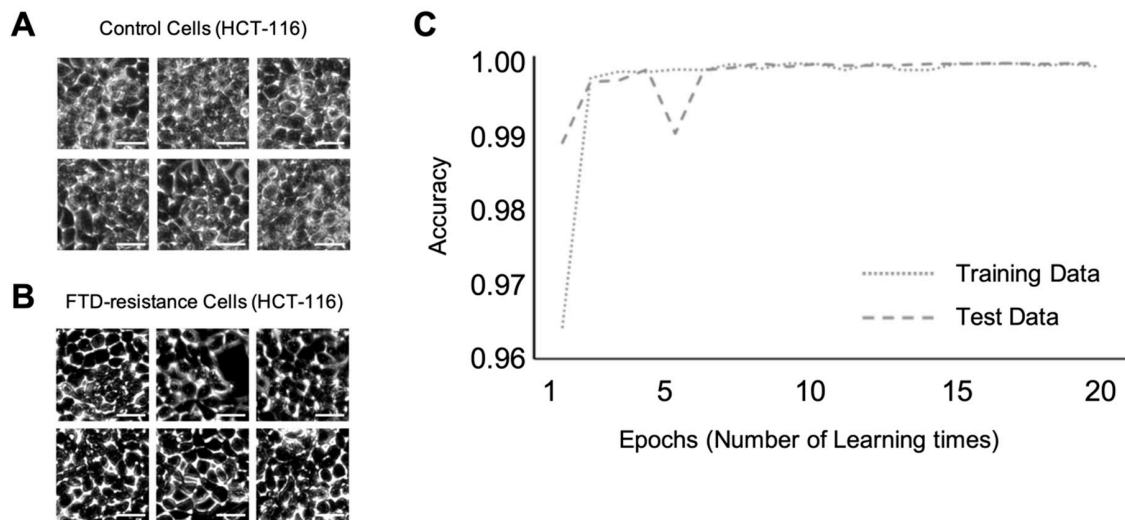 A
Control Cells (HCT-116)
B
FTD-resistance Cells (HCT-116)
C
1.00
0.99
0.98
0.97
0.96
Accuracy
Training Data
Test Data
1 5 10 15 20
Epochs (Number of Learning times)